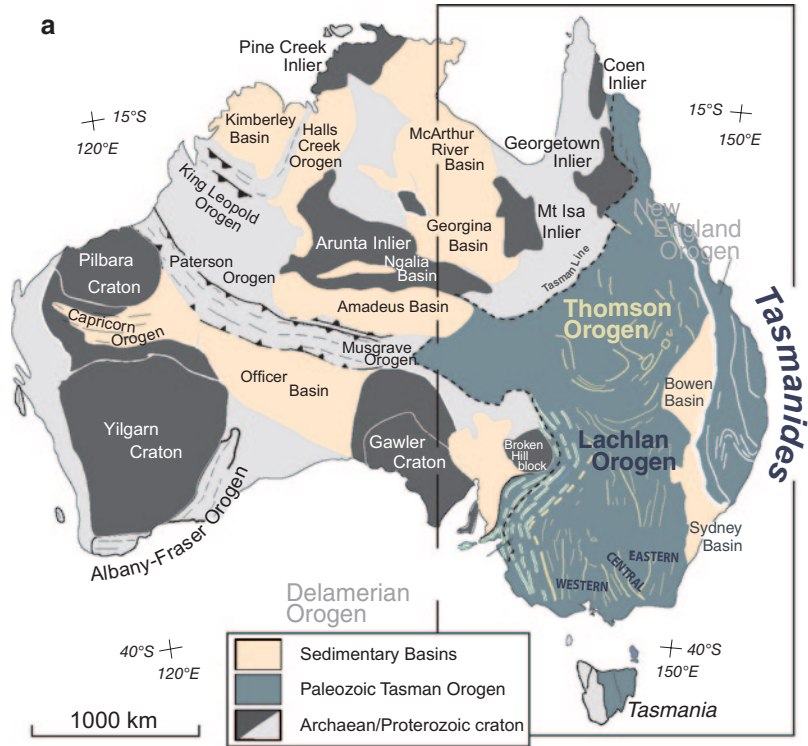 a
Pine Creek
Inlier
Coen
Inlier
15°S
120°E
15°S
150°E
Kimberley
Basin
Halls
Creek
Orogen
McArthur
River
Basin
Georgetown
Inlier
King Leopold
Orogen
New
England
Orogen
Mt Isa
Inlier
Georgina
Basin
Arunta Inlier
Ngalia
Basin
Tasman Line
Pilbara
Craton
Paterson
Orogen
Amadeus Basin
Thomson
Orogen
Tasmanides
Capricorn
Orogen
Musgrave
Orogen
Officer
Basin
Bowen
Basin
Yilgarn
Craton
Gawler
Craton
Broken
Hill
block
Lachlan
Orogen
Sydney
Basin
Albany-Fraser Orogen
EASTERN
CENTRAL
WESTERN
Delamerian
Orogen
40°S
120°E
40°S
150°E
Sedimentary Basins
Paleozoic Tasman Orogen
Archaean/Proterozoic craton
Tasmania
1000 km